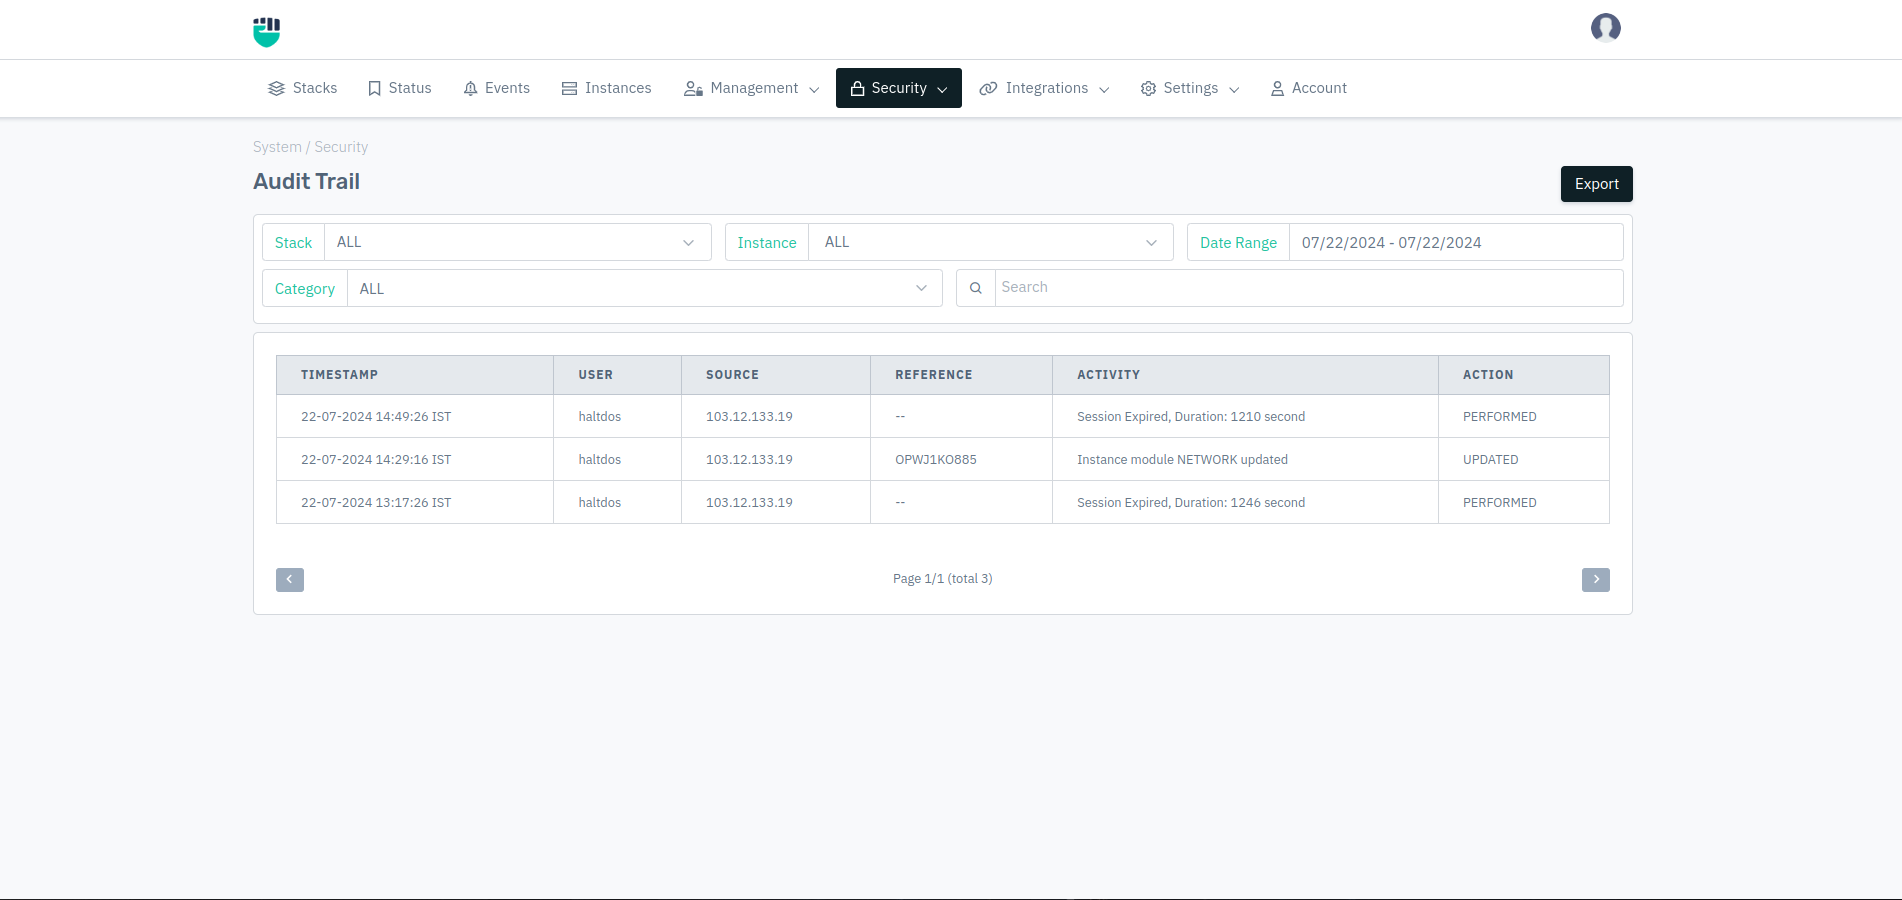 Stacks Status Events Instances Management Security Integrations Settings Account
System / Security
Audit Trail
Export
Stack ALL Instance ALL Date Range 07/22/2024 - 07/22/2024
Category ALL Search
TIMESTAMP USER SOURCE REFERENCE ACTIVITY ACTION
22-07-2024 14:49:26 IST haltdos 103.12.133.19 -- Session Expired, Duration: 1210 second PERFORMED
22-07-2024 14:29:16 IST haltdos 103.12.133.19 OPWJ1KO885 Instance module NETWORK updated UPDATED
22-07-2024 13:17:26 IST haltdos 103.12.133.19 -- Session Expired, Duration: 1246 second PERFORMED
Page 1/1 (total 3)